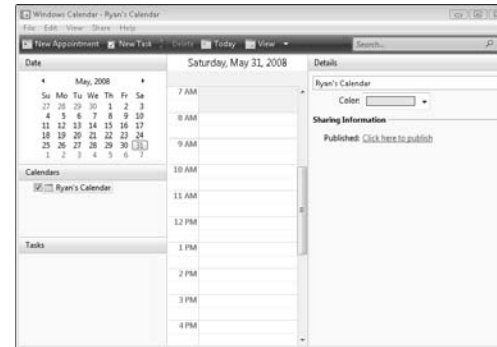 Windows Calendar - Ryan's Calendar
File Edit View Share Help
New Appointment New Task Delete Today View Search...
Date
May, 2008
Su Mo Tu We Th Fr Sa
27 28 29 30 1 2 3
4 5 6 7 8 9 10
11 12 13 14 15 16 17
18 19 20 21 22 23 24
25 26 27 28 29 30 31
1 2 3 4 5 6 7
Calendars
Ryan's Calendar
Tasks
Saturday, May 31, 2008
7 AM
8 AM
9 AM
10 AM
11 AM
12 PM
1 PM
2 PM
3 PM
4 PM
Details
Ryan's Calendar
Color:
Sharing Information
Published: Click here to publish